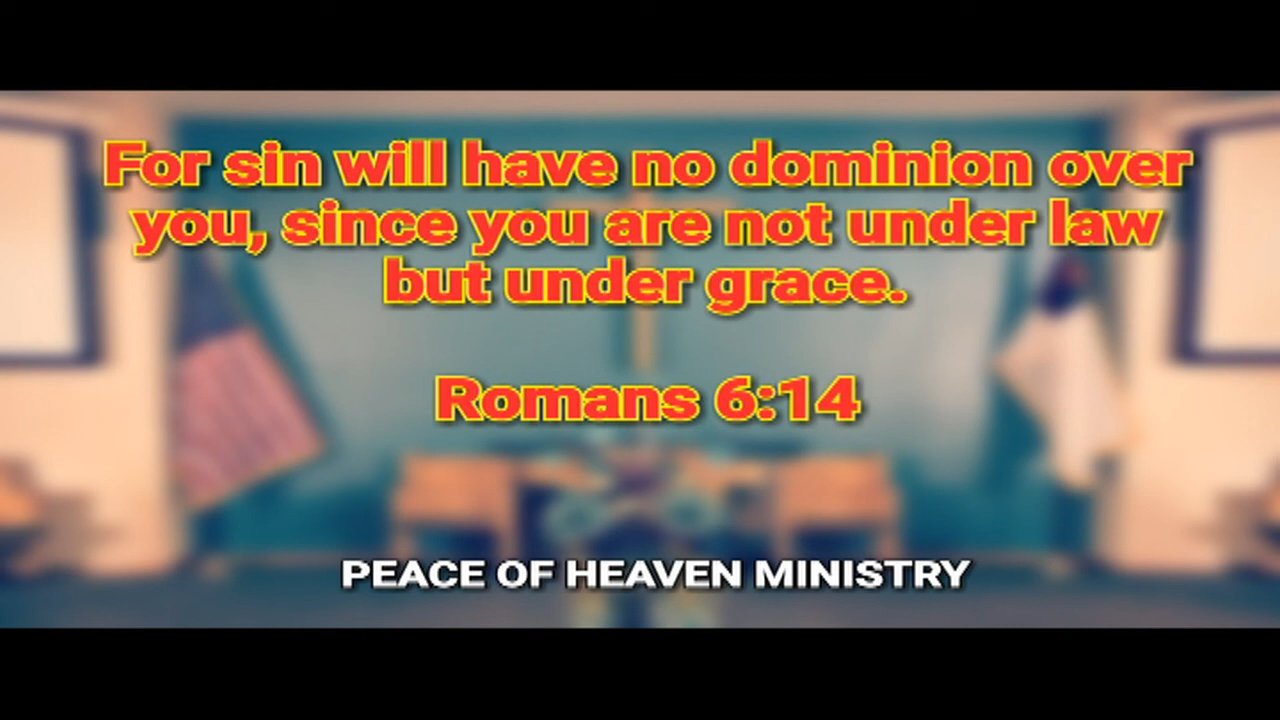 For sin will have no dominion over
you, since you are not under law
but under grace.
Romans 6:14
PEACE OF HEAVEN MINISTRY